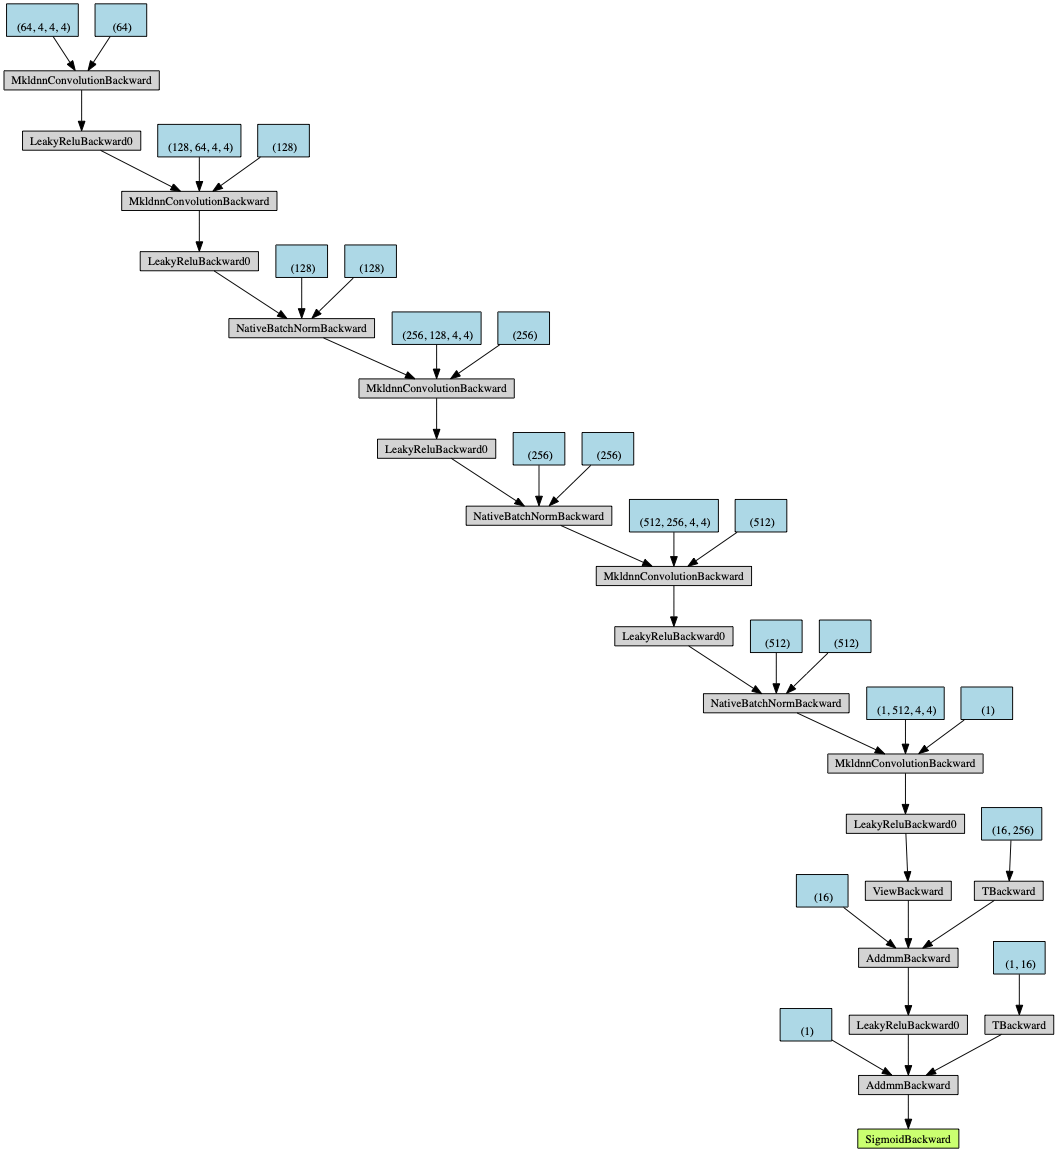 (64, 4, 4, 4)
(64)
MkldnnConvolutionBackward
LeakyReluBackward0
(128, 64, 4, 4)
(128)
MkldnnConvolutionBackward
LeakyReluBackward0
(128)
(128)
NativeBatchNormBackward
(256, 128, 4, 4)
(256)
MkldnnConvolutionBackward
LeakyReluBackward0
(256)
(256)
NativeBatchNormBackward
(512, 256, 4, 4)
(512)
MkldnnConvolutionBackward
LeakyReluBackward0
(512)
(512)
NativeBatchNormBackward
(1, 512, 4, 4)
(1)
MkldnnConvolutionBackward
LeakyReluBackward0
(16, 256)
(16)
ViewBackward
TBackward
AddmmBackward
(1, 16)
(1)
LeakyReluBackward0
TBackward
AddmmBackward
SigmoidBackward